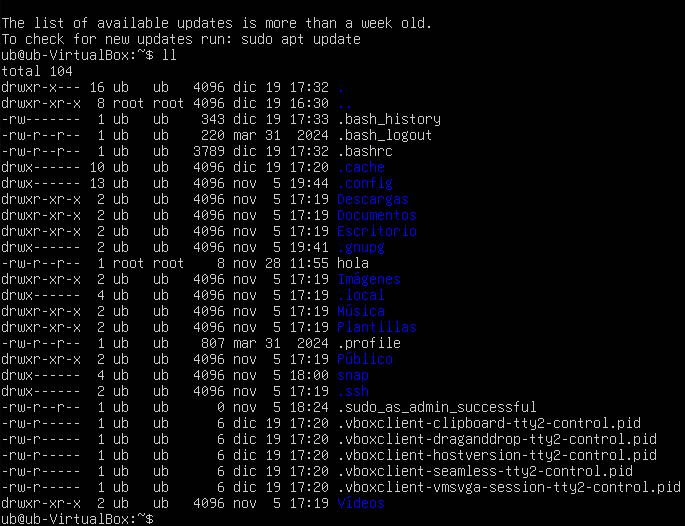 The list of available updates is more than a week old.
To check for new updates run: sudo apt update
ub@ub-VirtualBox:~$ ll
total 104
drwxr-x--- 16 ub   ub   4096 dic 19 17:32 .
drwxr-xr-x  8 root root 4096 dic 19 16:30 ..
-rw-------  1 ub   ub    343 dic 19 17:33 .bash_history
-rw-r--r--  1 ub   ub    220 mar 31  2024 .bash_logout
-rw-r--r--  1 ub   ub   3789 dic 19 17:32 .bashrc
drwx------ 10 ub   ub   4096 dic 19 17:20 .cache
drwx------ 13 ub   ub   4096 nov  5 19:44 .config
drwxr-xr-x  2 ub   ub   4096 nov  5 17:19 Descargas
drwxr-xr-x  2 ub   ub   4096 nov  5 17:19 Documentos
drwxr-xr-x  2 ub   ub   4096 nov  5 17:19 Escritorio
drwx------  2 ub   ub   4096 nov  5 19:41 .gnupg
-rw-r--r--  1 root root    8 nov 28 11:55 hola
drwxr-xr-x  2 ub   ub   4096 nov  5 17:19 Imágenes
drwx------  4 ub   ub   4096 nov  5 17:19 .local
drwxr-xr-x  2 ub   ub   4096 nov  5 17:19 Música
drwxr-xr-x  2 ub   ub   4096 nov  5 17:19 Plantillas
-rw-r--r--  1 ub   ub    807 mar 31  2024 .profile
drwxr-xr-x  2 ub   ub   4096 nov  5 17:19 Público
drwx------  4 ub   ub   4096 nov  5 18:00 snap
drwx------  2 ub   ub   4096 nov  5 17:19 .ssh
-rw-r--r--  1 ub   ub      0 nov  5 18:24 .sudo_as_admin_successful
-rw-r-----  1 ub   ub      6 dic 19 17:20 .vboxclient-clipboard-tty2-control.pid
-rw-r-----  1 ub   ub      6 dic 19 17:20 .vboxclient-draganddrop-tty2-control.pid
-rw-r-----  1 ub   ub      6 dic 19 17:20 .vboxclient-hostversion-tty2-control.pid
-rw-r-----  1 ub   ub      6 dic 19 17:20 .vboxclient-seamless-tty2-control.pid
-rw-r-----  1 ub   ub      6 dic 19 17:20 .vboxclient-vmsvga-session-tty2-control.pid
drwxr-xr-x  2 ub   ub   4096 nov  5 17:19 Vídeos
ub@ub-VirtualBox:~$